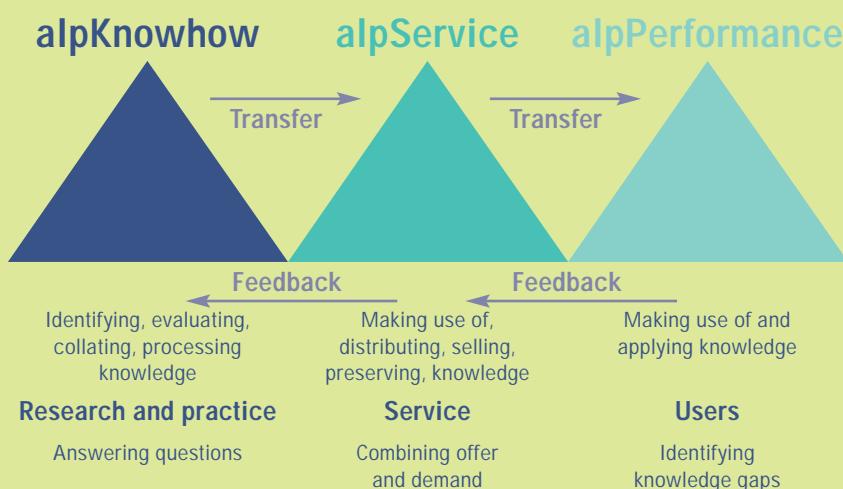 alpKnowhow
alpService
alpPerformance
Transfer
Transfer
Feedback
Feedback
Identifying, evaluating,
collating, processing
knowledge
Making use of,
distributing, selling,
preserving, knowledge
Making use of and
applying knowledge
Research and practice
Service
Users
Answering questions
Combining offer
and demand
Identifying
knowledge gaps